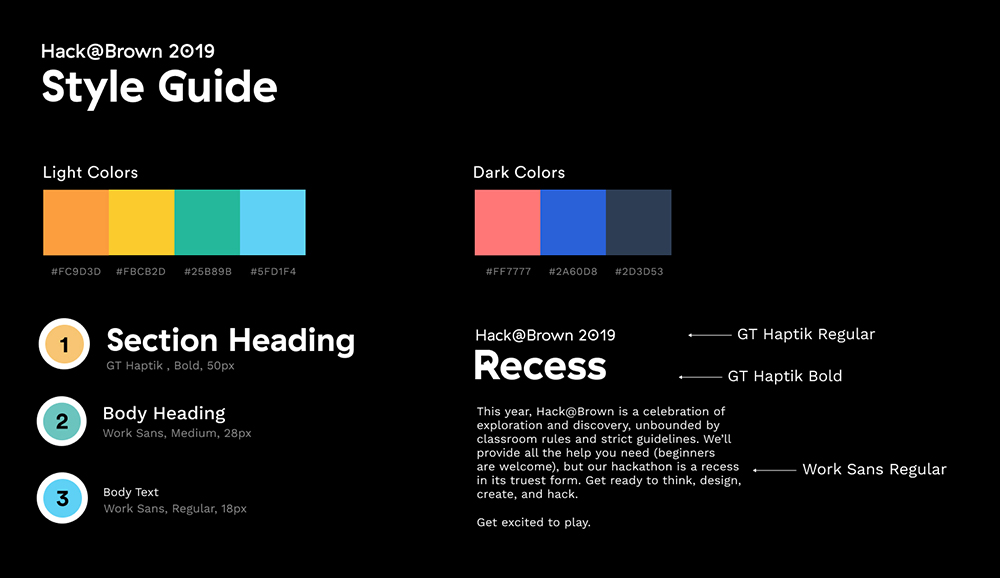 Hack@Brown 2019
Style Guide
Light Colors
#FC9D3D #FBCB2D #25B89B #5FD1F4
Dark Colors
#FF7777 #2A60D8 #2D3D53
1
Section Heading
GT Haptik , Bold, 50px
2
Body Heading
Work Sans, Medium, 28px
3
Body Text
Work Sans, Regular, 18px
Hack@Brown 2019
GT Haptik Regular
Recess
GT Haptik Bold
This year, Hack@Brown is a celebration of
exploration and discovery, unbounded by
classroom rules and strict guidelines. We’ll
provide all the help you need (beginners
are welcome), but our hackathon is a recess
in its truest form. Get ready to think, design,
create, and hack.
Get excited to play.
Work Sans Regular